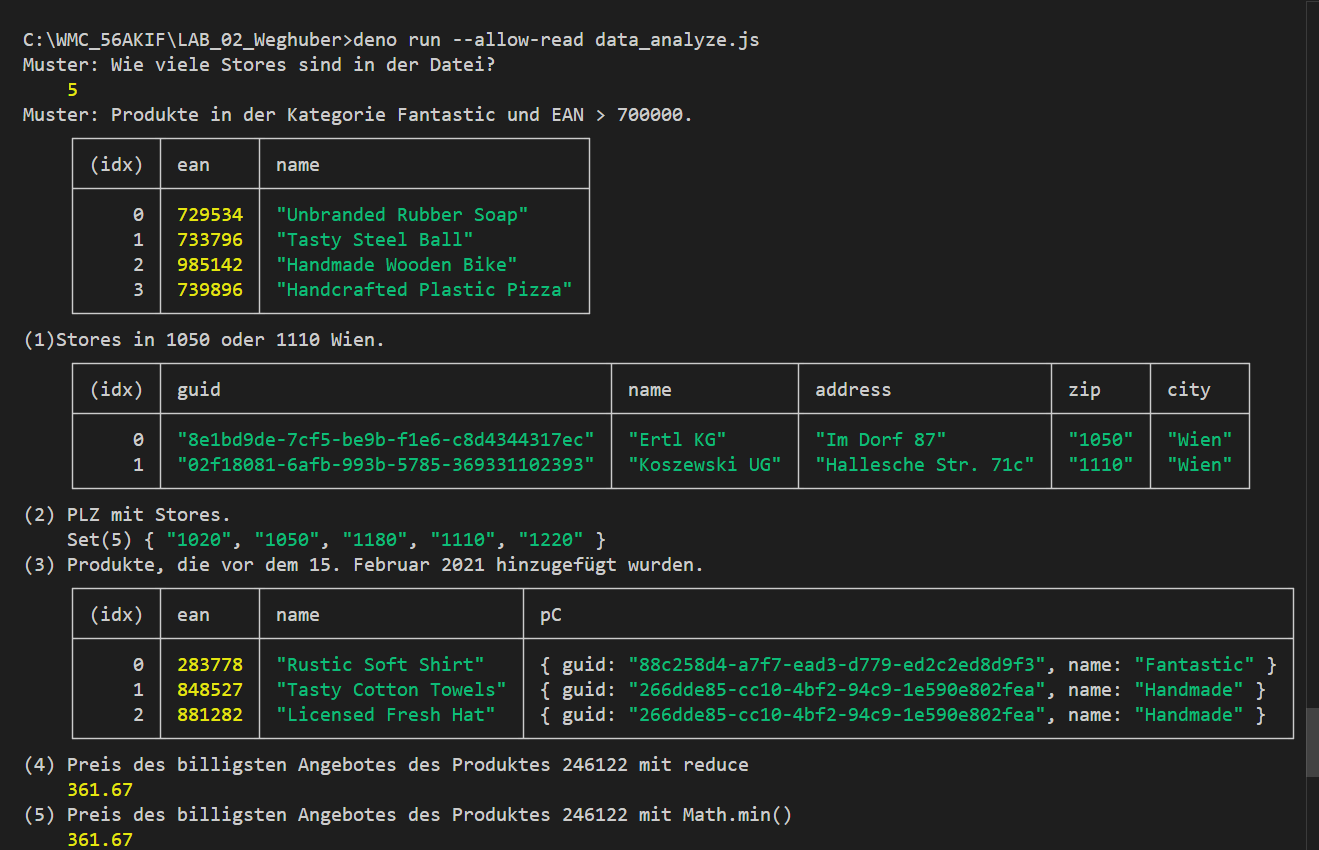 C:\WMC_56AKIF\LAB_02_Weghuber>deno run --allow-read data_analyze.js
Muster: Wie viele Stores sind in der Datei?
5
Muster: Produkte in der Kategorie Fantastic und EAN > 700000.
(idx) ean name
0 729534 "Unbranded Rubber Soap"
1 733796 "Tasty Steel Ball"
2 985142 "Handmade Wooden Bike"
3 739896 "Handcrafted Plastic Pizza"
(1)Stores in 1050 oder 1110 Wien.
(idx) guid name address zip city
0 "8e1bd9de-7cf5-be9b-f1e6-c8d4344317ec" "Ertl KG" "Im Dorf 87" "1050" "Wien"
1 "02f18081-6afb-993b-5785-369331102393" "Koszewski UG" "Hallesche Str. 71c" "1110" "Wien"
(2) PLZ mit Stores.
Set(5) { "1020", "1050", "1180", "1110", "1220" }
(3) Produkte, die vor dem 15. Februar 2021 hinzugefügt wurden.
(idx) ean name pC
0 283778 "Rustic Soft Shirt" { guid: "88c258d4-a7f7-ead3-d779-ed2c2ed8d9f3", name: "Fantastic" }
1 848527 "Tasty Cotton Towels" { guid: "266dde85-cc10-4bf2-94c9-1e590e802fea", name: "Handmade" }
2 881282 "Licensed Fresh Hat" { guid: "266dde85-cc10-4bf2-94c9-1e590e802fea", name: "Handmade" }
(4) Preis des billigsten Angebotes des Produktes 246122 mit reduce
361.67
(5) Preis des billigsten Angebotes des Produktes 246122 mit Math.min()
361.67